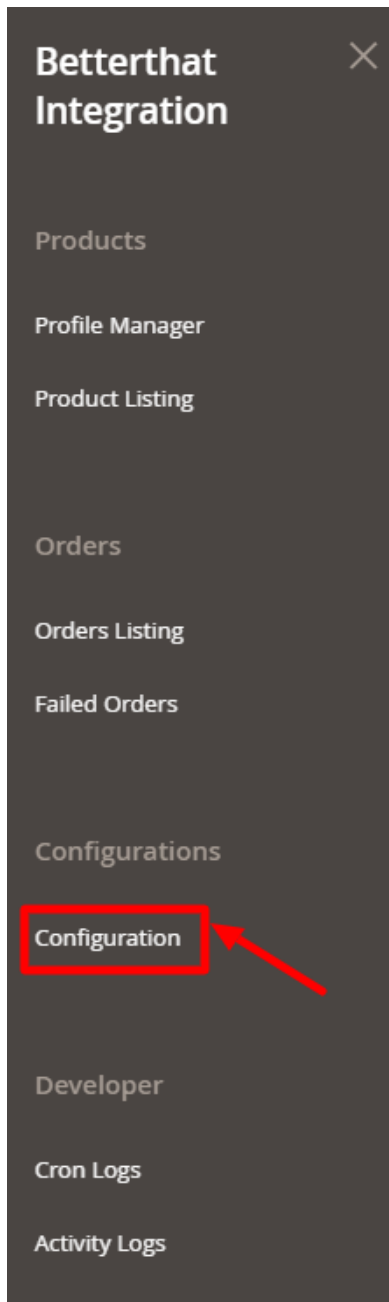 Betterthat
Integration
Products
Profile Manager
Product Listing
Orders
Orders Listing
Failed Orders
Configurations
Configuration
Developer
Cron Logs
Activity Logs